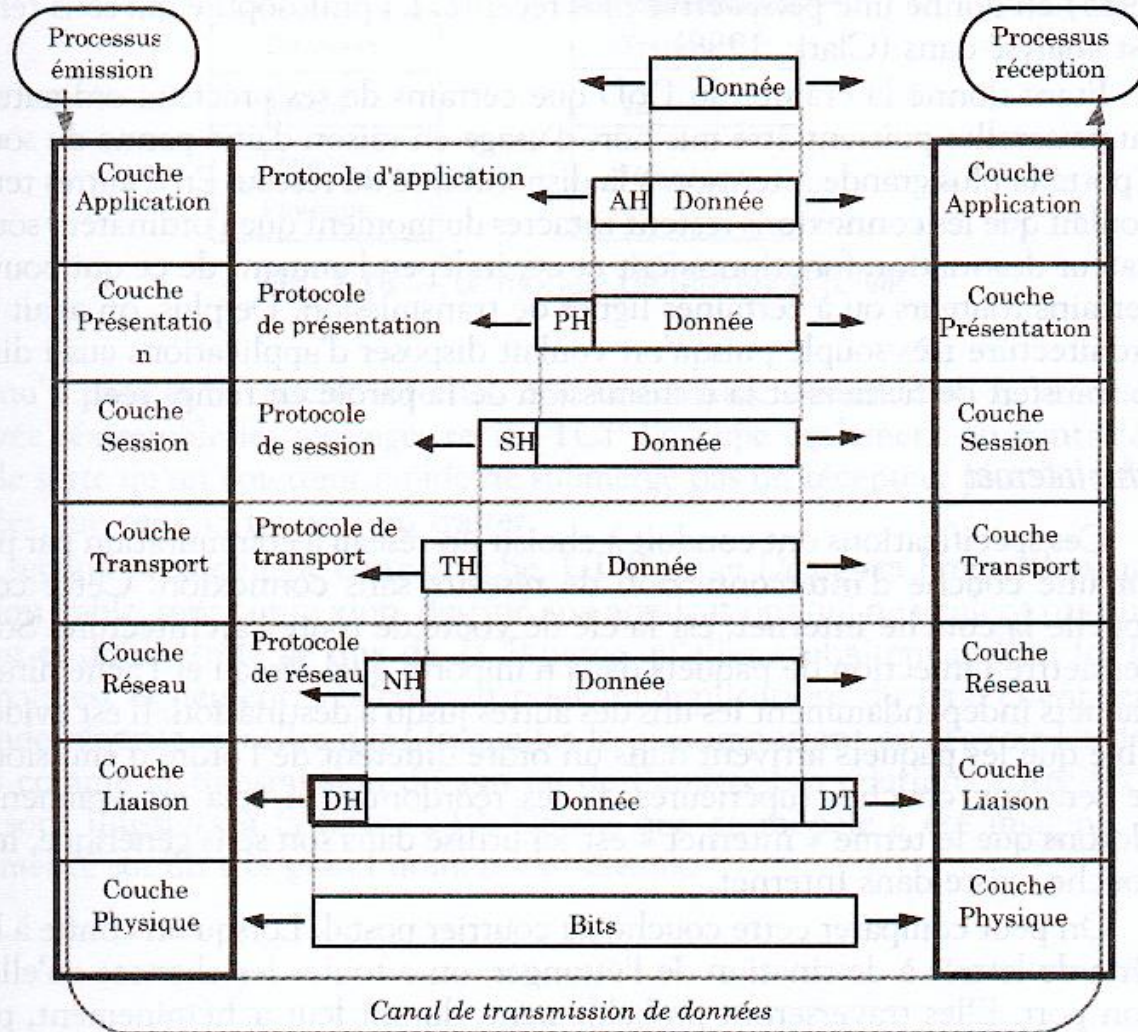 Processus
émission
Processus
réception
Donnée
Couche
Application
Protocole d'application
AH
Donnée
Couche
Application
Couche
Présentatio
n
Protocole
de présentation
PH
Donnée
Couche
Présentation
Couche
Session
Protocole
de session
SH
Donnée
Couche
Session
Couche
Transport
Protocole de
transport
TH
Donnée
Couche
Transport
Couche
Réseau
Protocole
de réseau
NH
Donnée
Couche
Réseau
Couche
Liaison
DH
Donnée
DT
Couche
Liaison
Couche
Physique
Bits
Couche
Physique
Canal de transmission de données